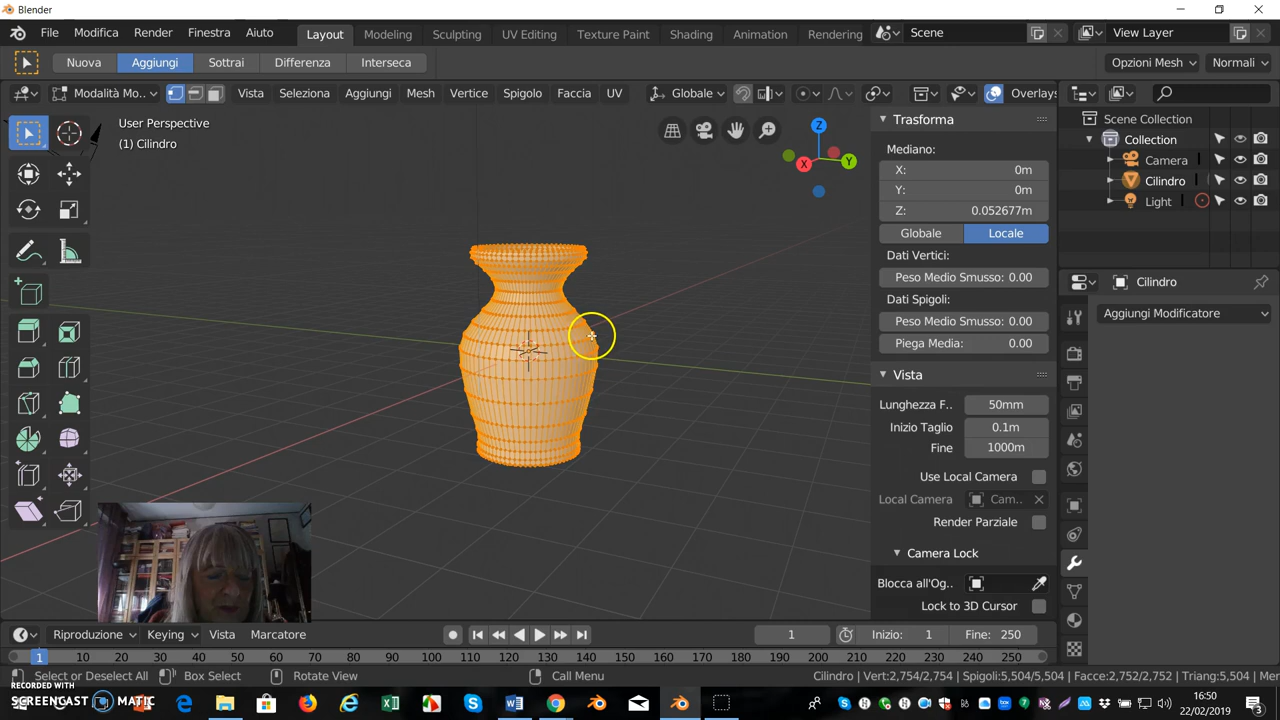 Blender
File Modifica Render Finestra Aiuto Layout Modeling Sculpting UV Editing Texture Paint Shading Animation Rendering Scene View Layer
Nuova Aggiungi Sottrai Differenza Interseca Opzioni Mesh Normali
Modalità Mo.. Vista Seleziona Aggiungi Mesh Vertice Spigolo Faccia UV Globale Overlays
User Perspective
(1) Cilindro
Z
X
Y
Trasforma
Mediano:
X: 0m
Y: 0m
Z: 0.052677m
Globale Locale
Dati Vertici:
Peso Medio Smusso: 0.00
Dati Spigoli:
Peso Medio Smusso: 0.00
Piega Media: 0.00
Vista
Lunghezza F.. 50mm
Inizio Taglio 0.1m
Fine 1000m
Use Local Camera
Local Camera Cam..
Render Parziale
Camera Lock
Blocca all'Og..
Lock to 3D Cursor
Scene Collection
Collection
Camera
Cilindro
Light
Cilindro
Aggiungi Modificatore
Riproduzione Keying Vista Marcatore 1 Inizio: 1 Fine: 250
1 10 20 30 40 50 60 70 80 90 100 110 120 130 140 150 160 170 180 190 200 210 220 230 240 250
Select or Deselect All Box Select Rotate View Call Menu Cilindro | Vert:2,754/2,754 | Spigoli:5,504/5,504 | Facce:2,752/2,752 | Tria:5,504 | Mer
RECORDED WITH
SCREENCAST MATIC
16:50
22/02/2019
3